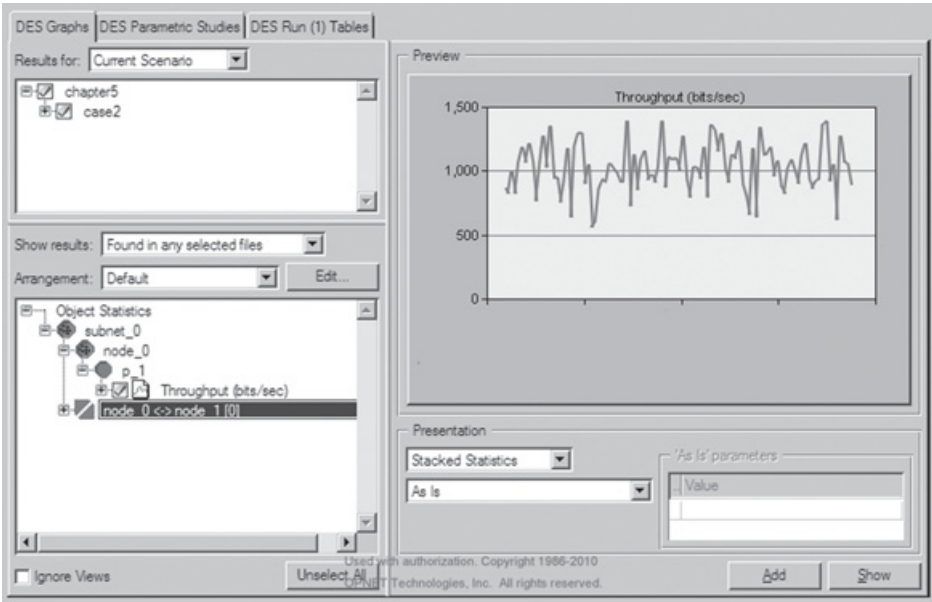 DES Graphs DES Parametric Studies DES Run (1) Tables
Results for: Current Scenario
chapter5
case2
Show results: Found in any selected files
Arrangement: Default Edit...
Object Statistics
subnet_0
node_0
p_1
Throughput (bits/sec)
node_0 <-> node_1 [0]
Ignore Views
Unselect All
Preview
Throughput (bits/sec)
1,500
1,000
500
0
Presentation
Stacked Statistics
As Is
'As Is' parameters
... Value
Used with authorization. Copyright 1986-2010
OPNET Technologies, Inc. All rights reserved.
Add Show